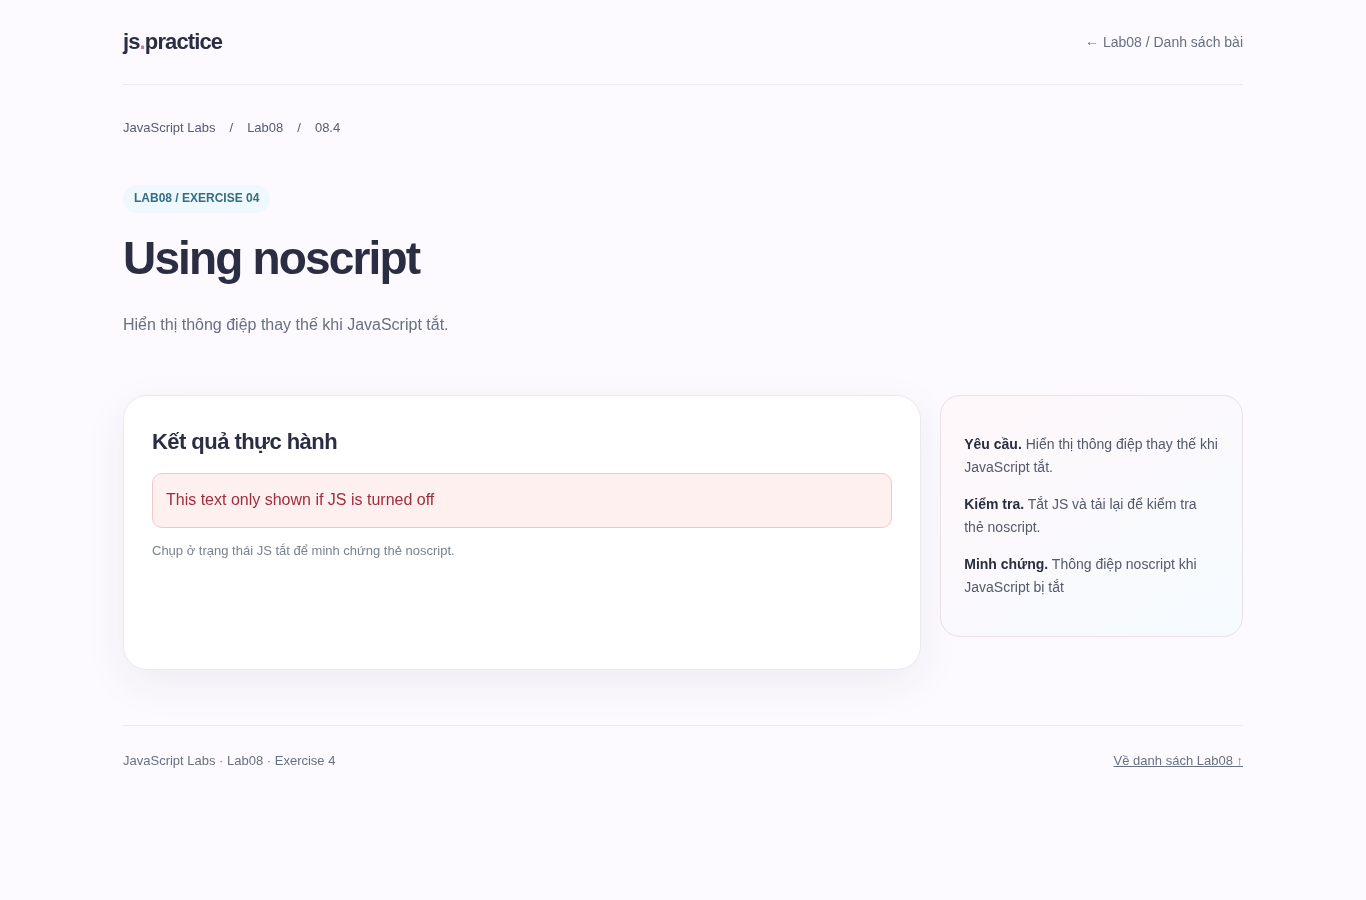 js.practice
← Lab08 / Danh sách bài
JavaScript Labs / Lab08 / 08.4
LAB08 / EXERCISE 04
Using noscript
Hiển thị thông điệp thay thế khi JavaScript tắt.
Kết quả thực hành
This text only shown if JS is turned off
Chụp ở trạng thái JS tắt để minh chứng thẻ noscript.
Yêu cầu. Hiển thị thông điệp thay thế khi
JavaScript tắt.
Kiểm tra. Tắt JS và tải lại để kiểm tra
thẻ noscript.
Minh chứng. Thông điệp noscript khi
JavaScript bị tắt
JavaScript Labs · Lab08 · Exercise 4
Về danh sách Lab08 ↑